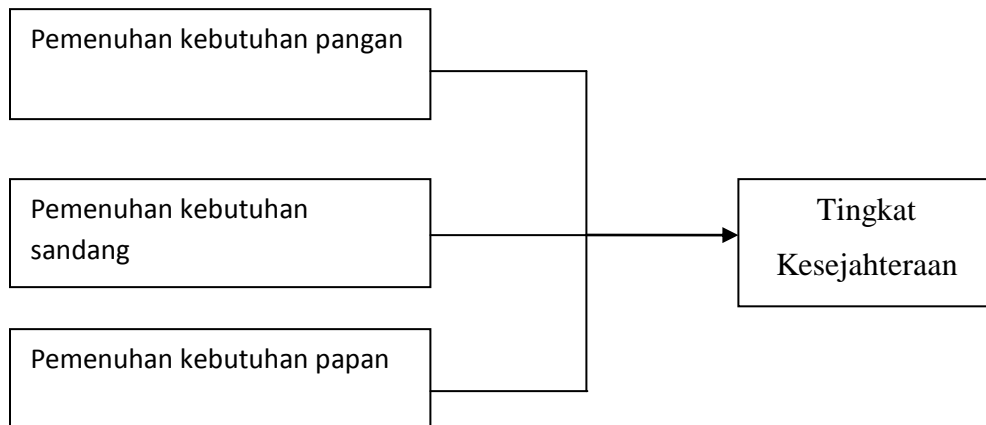 Pemenuhan kebutuhan pangan
Pemenuhan kebutuhan
sandang
Pemenuhan kebutuhan papan
Tingkat
Kesejahteraan